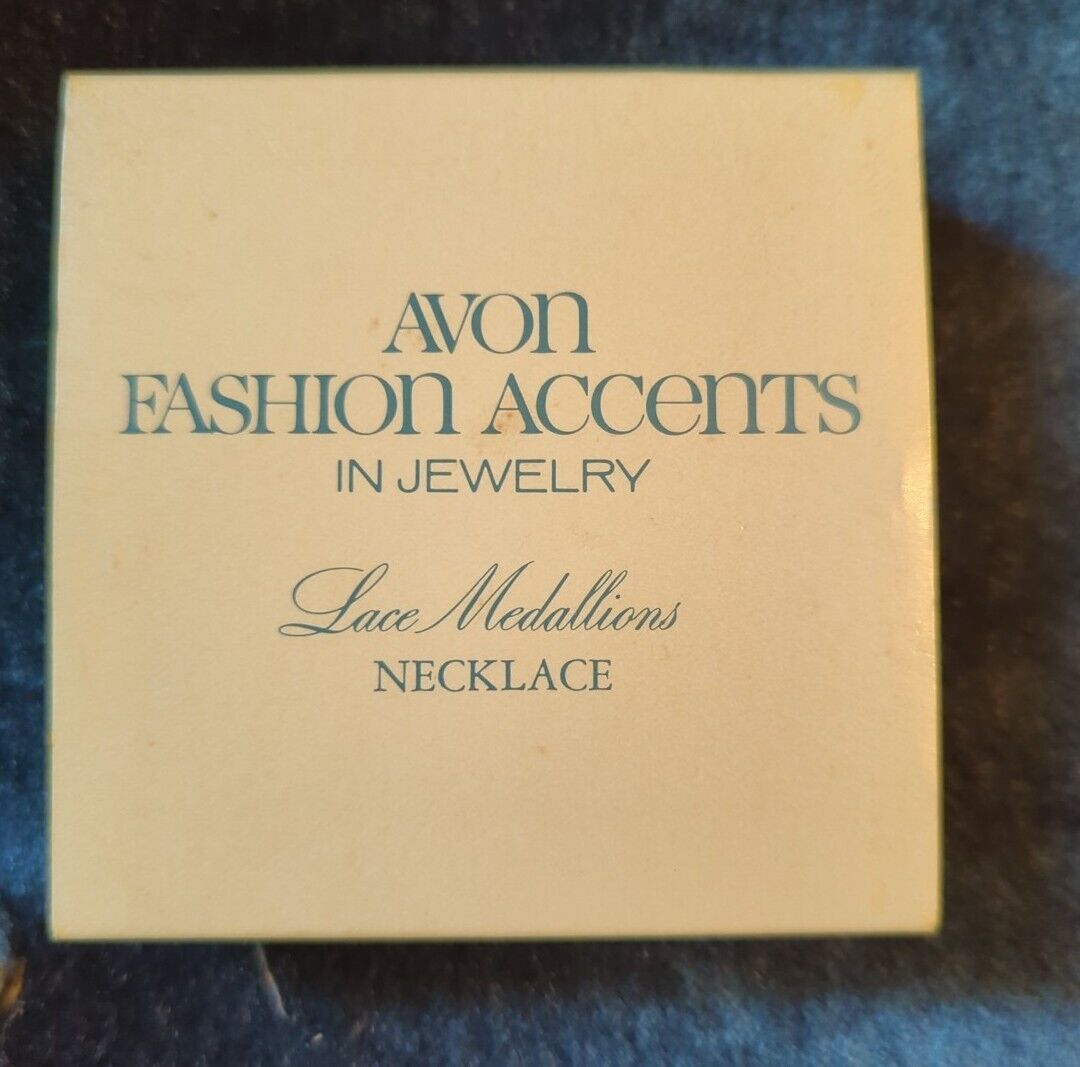 AVON
FASHION ACCENTS
IN JEWELRY
Lace Medallions
NECKLACE